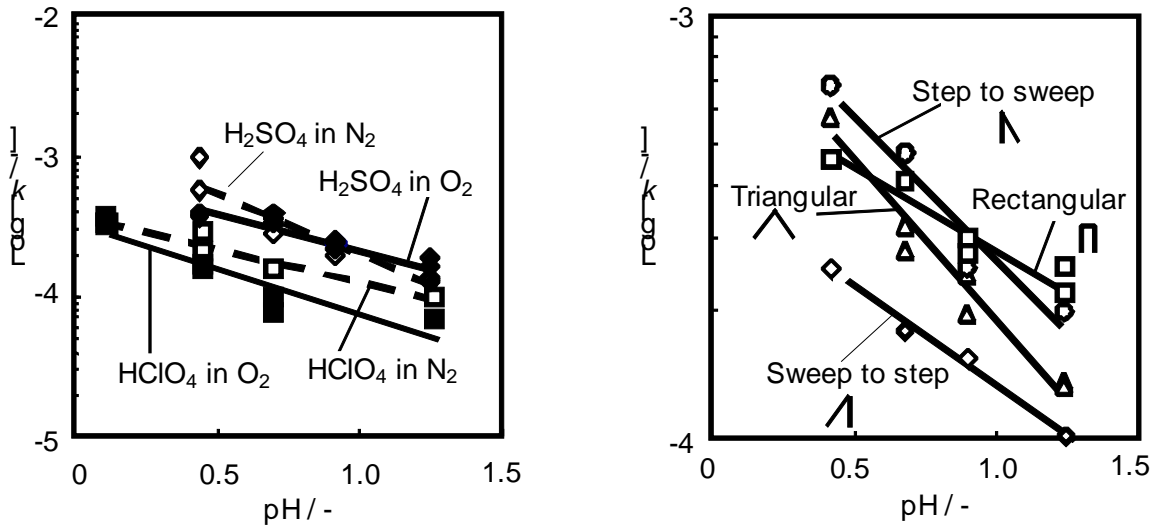 -2
-3
-4
-5
H₂SO₄ in N₂
H₂SO₄ in O₂
HClO₄ in O₂
HClO₄ in N₂
0
0.5
1.0
1.5
pH / -
-3
-4
Step to sweep
Triangular
Rectangular
Sweep to step
0
0.5
1.0
1.5
pH / -